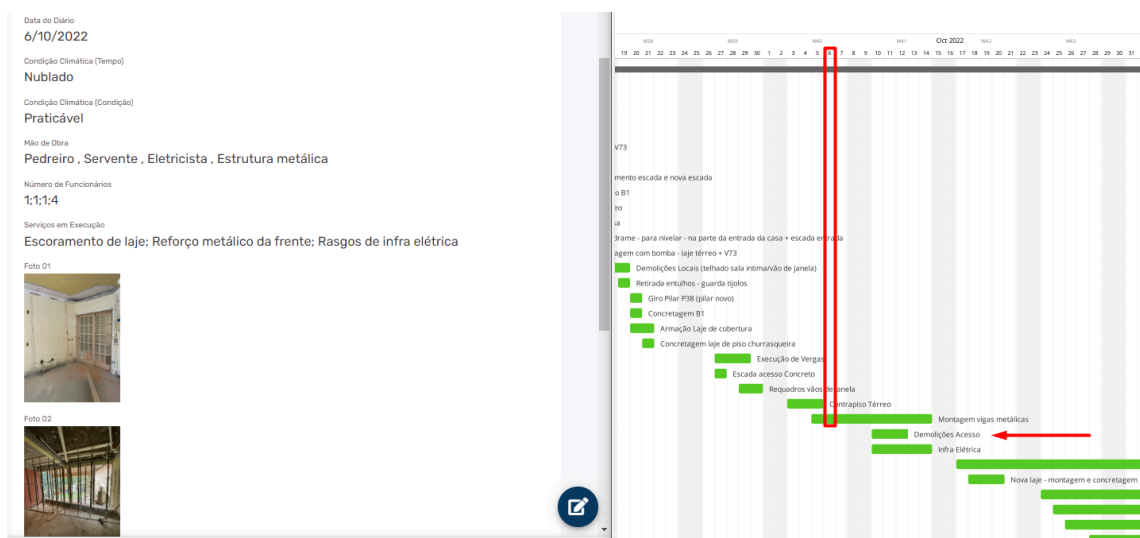 Data do Diário
6/10/2022
Condição Climática (Tempo)
Nublado
Condição Climática (Condição)
Praticável
Mão de Obra
Pedreiro , Servente , Eletricista , Estrutura metálica
Número de Funcionários
1;1;1;4
Serviços em Execução
Escoramento de laje; Reforço metálico da frente; Rasgos de infra elétrica
Foto 01
Foto 02
W38 W39 W40 W41 Oct 2022 W42 W43
19 20 21 22 23 24 25 26 27 28 29 30 1 2 3 4 5 6 7 8 9 10 11 12 13 14 15 16 17 18 19 20 21 22 23 24 25 26 27 28 29 30 31
V73
mento escada e nova escada
o B1
eo
sa
drame - para nivelar - na parte da entrada da casa + escada entrada
agem com bomba - laje térreo + V73
Demolições Locais (telhado sala intima/vão de janela)
Retirada entulhos - guarda tijolos
Giro Pilar P38 (pilar novo)
Concretagem B1
Armação Laje de cobertura
Concretagem laje de piso churrasqueira
Execução de Vergas
Escada acesso Concreto
Requadros vãos de janela
Contrapiso Térreo
Montagem vigas metálicas
Demolições Acesso
Infra Elétrica
Nova laje - montagem e concretagem